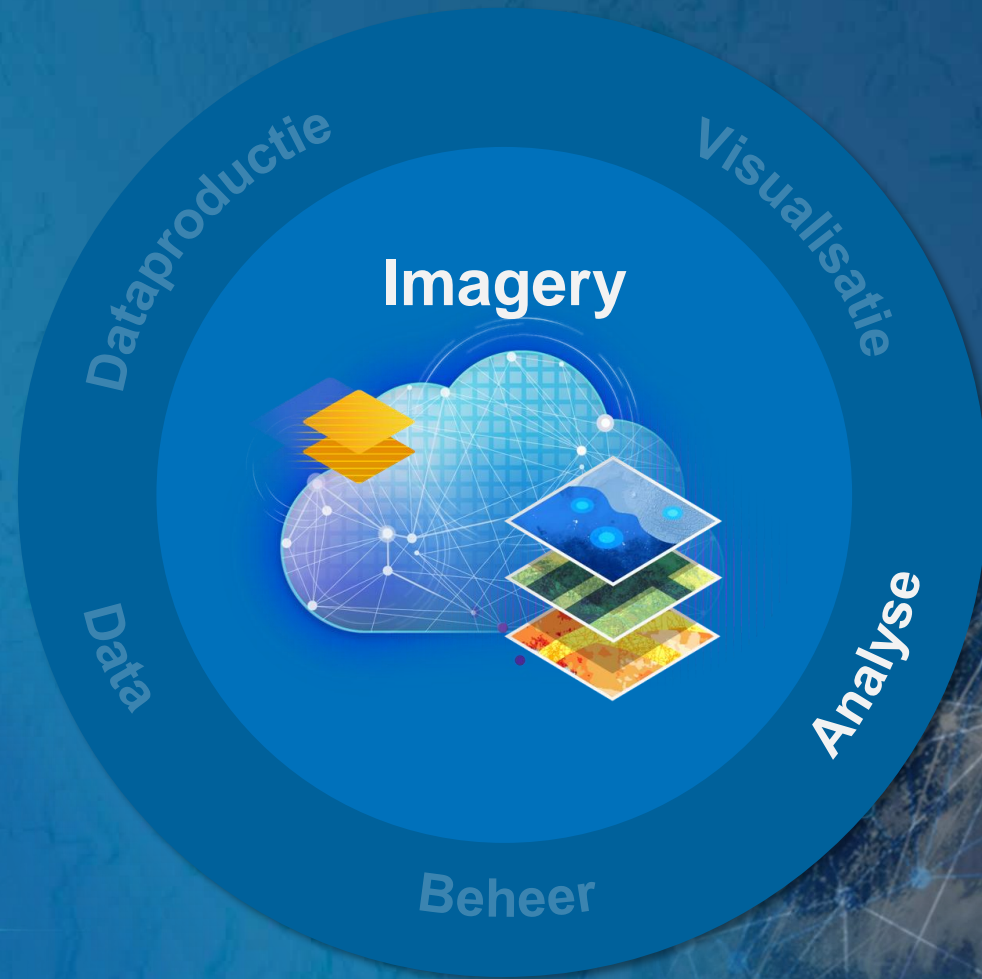 Dataproductie
Visualisatie
Imagery
Data
Analyse
Beheer